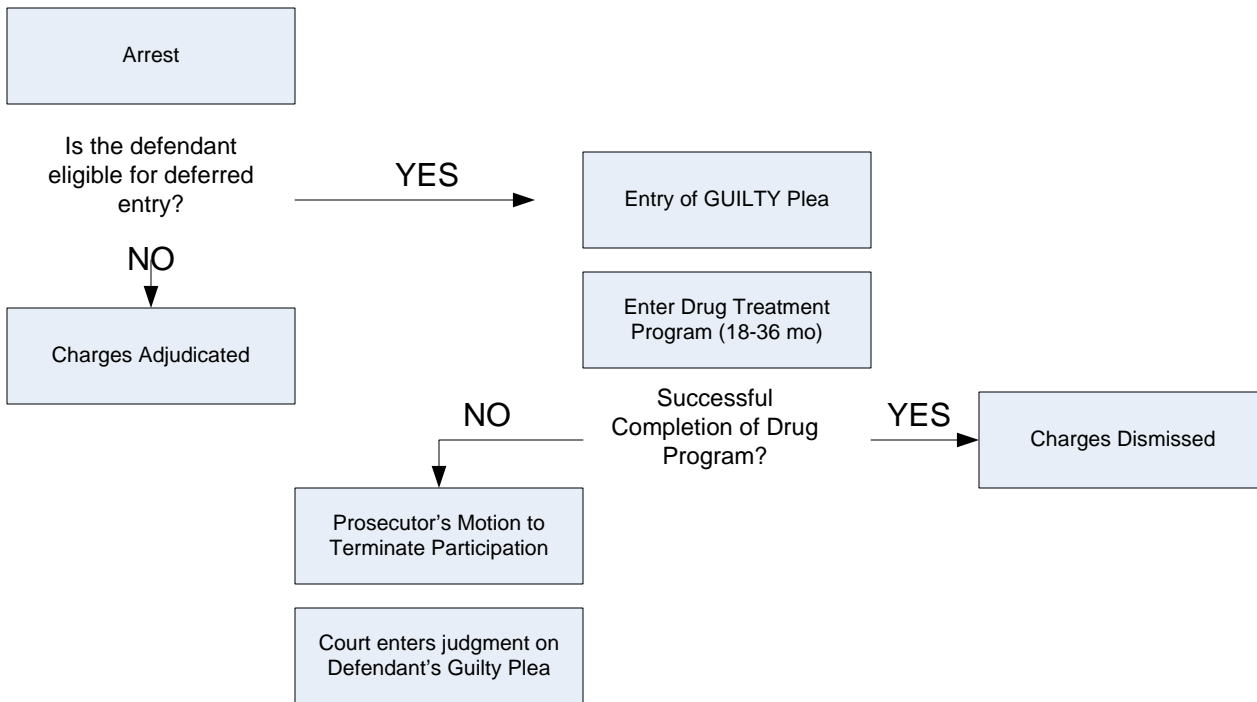 Arrest
Is the defendant
eligible for deferred
entry?
YES
Entry of GUILTY Plea
NO
Enter Drug Treatment
Program (18-36 mo)
Charges Adjudicated
Successful
Completion of Drug
Program?
NO
YES
Charges Dismissed
Prosecutor’s Motion to
Terminate Participation
Court enters judgment on
Defendant’s Guilty Plea